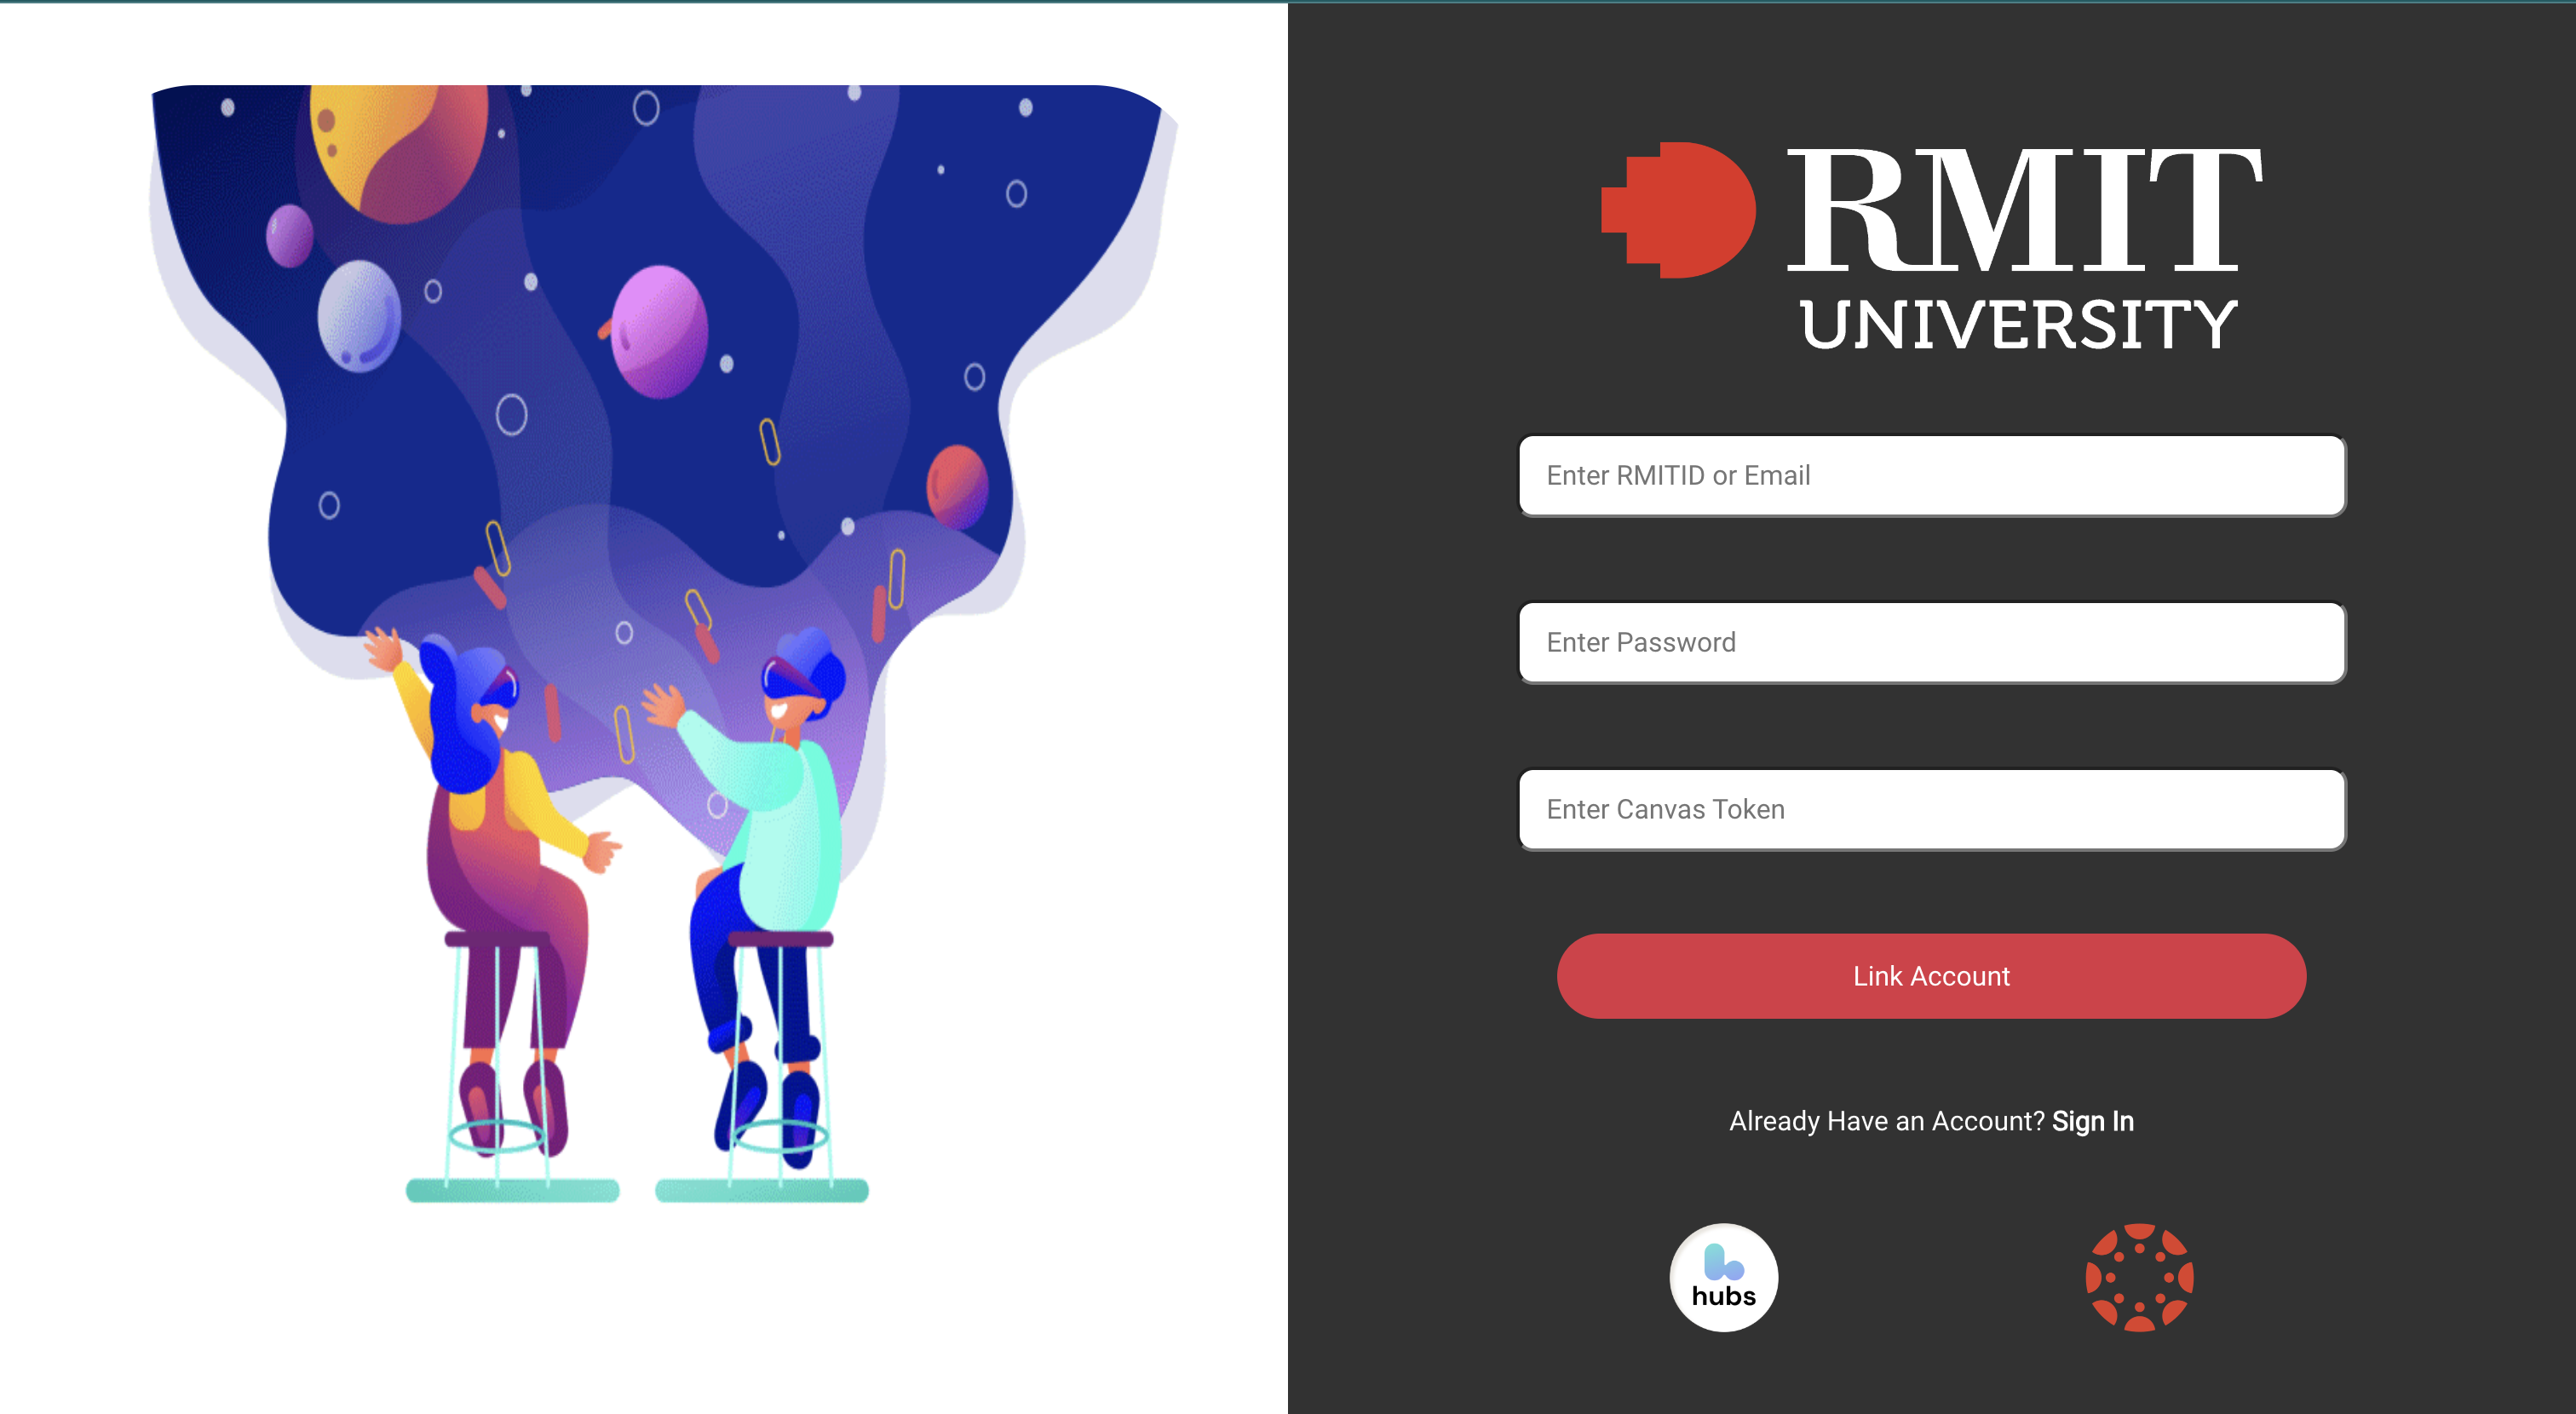 RMIT
UNIVERSITY
Enter RMITID or Email
Enter Password
Enter Canvas Token
Link Account
Already Have an Account? Sign In
hubs